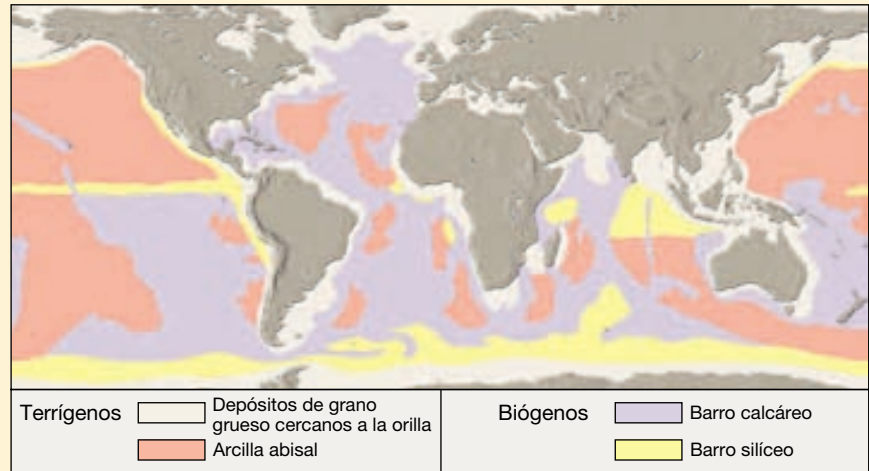 Terrígenos
Depósitos de grano
grueso cercanos a la orilla
Arcilla abisal
Biógenos
Barro calcáreo
Barro silíceo